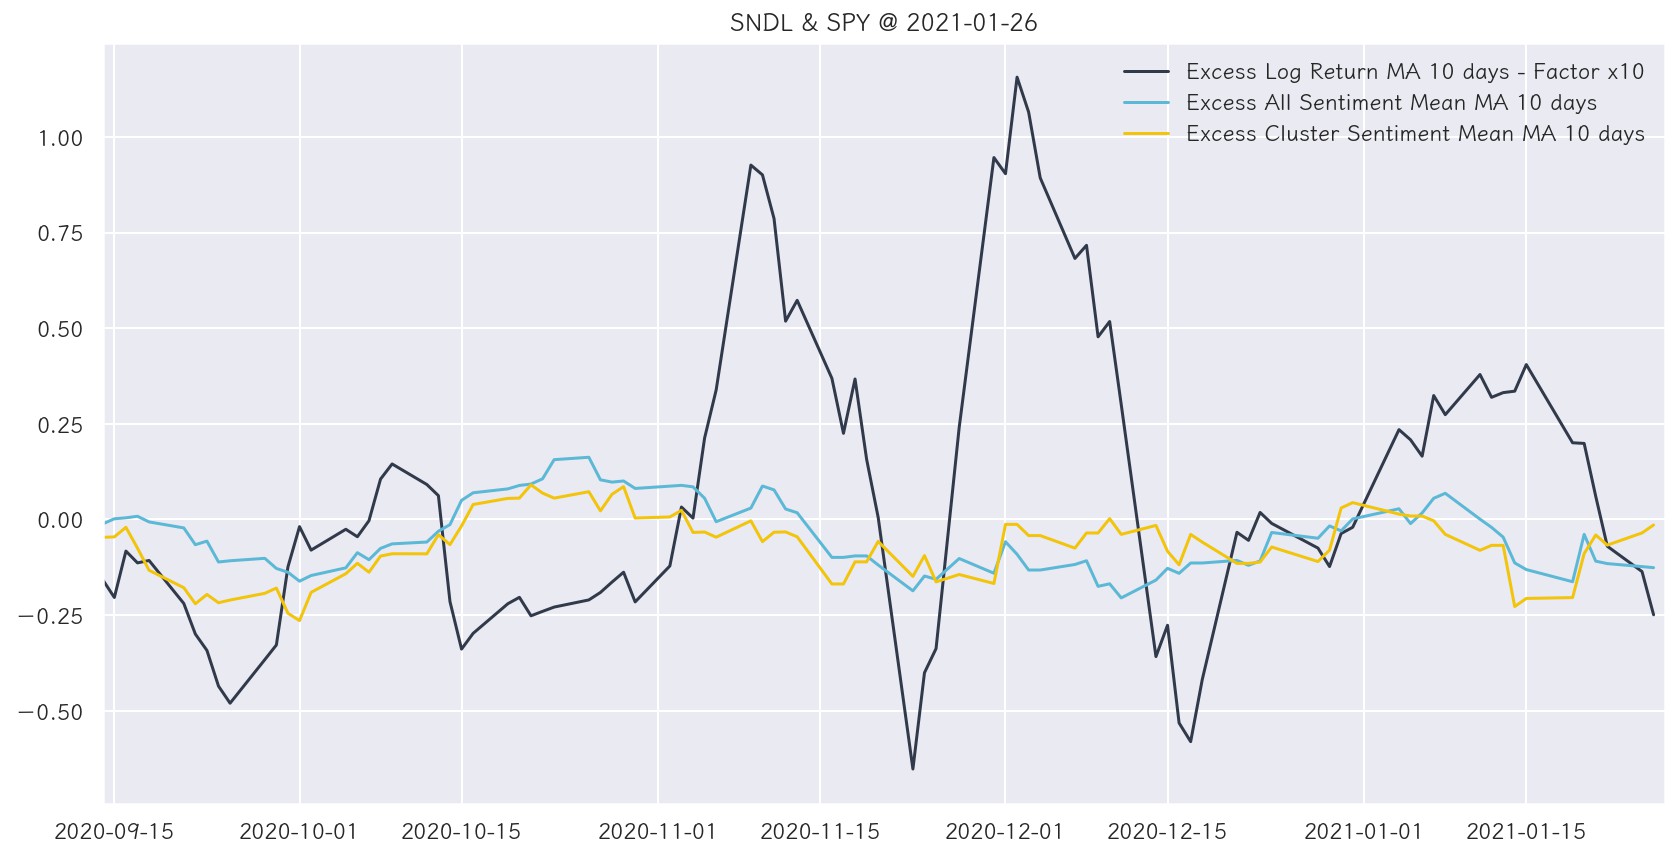 SNDL & SPY @ 2021-01-26
Excess Log Return MA 10 days - Factor x10
Excess All Sentiment Mean MA 10 days
Excess Cluster Sentiment Mean MA 10 days
1.00
0.75
0.50
0.25
0.00
−0.25
−0.50
2020-09-15 2020-10-01 2020-10-15 2020-11-01 2020-11-15 2020-12-01 2020-12-15 2021-01-01 2021-01-15